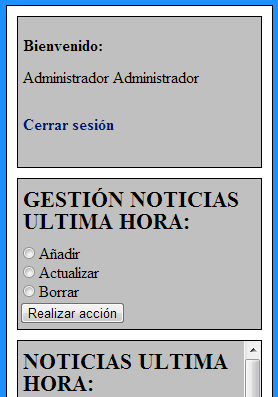 Bienvenido:
Administrador Administrador
Cerrar sesión
GESTIÓN NOTICIAS
ULTIMA HORA:
Añadir
Actualizar
Borrar
Realizar acción
NOTICIAS ULTIMA
HORA: